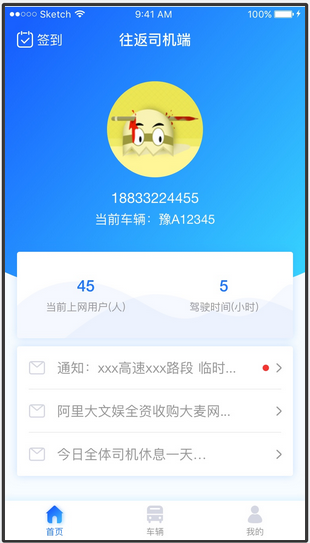 Sketch 9:41 AM 100%
签到 往返司机端
18833224455
当前车辆：豫A12345
45 5
当前上网用户(人) 驾驶时间(小时)
通知：xxx高速xxx路段 临时...
阿里大文娱全资收购大麦网...
今日全体司机休息一天...
首页 车辆 我的